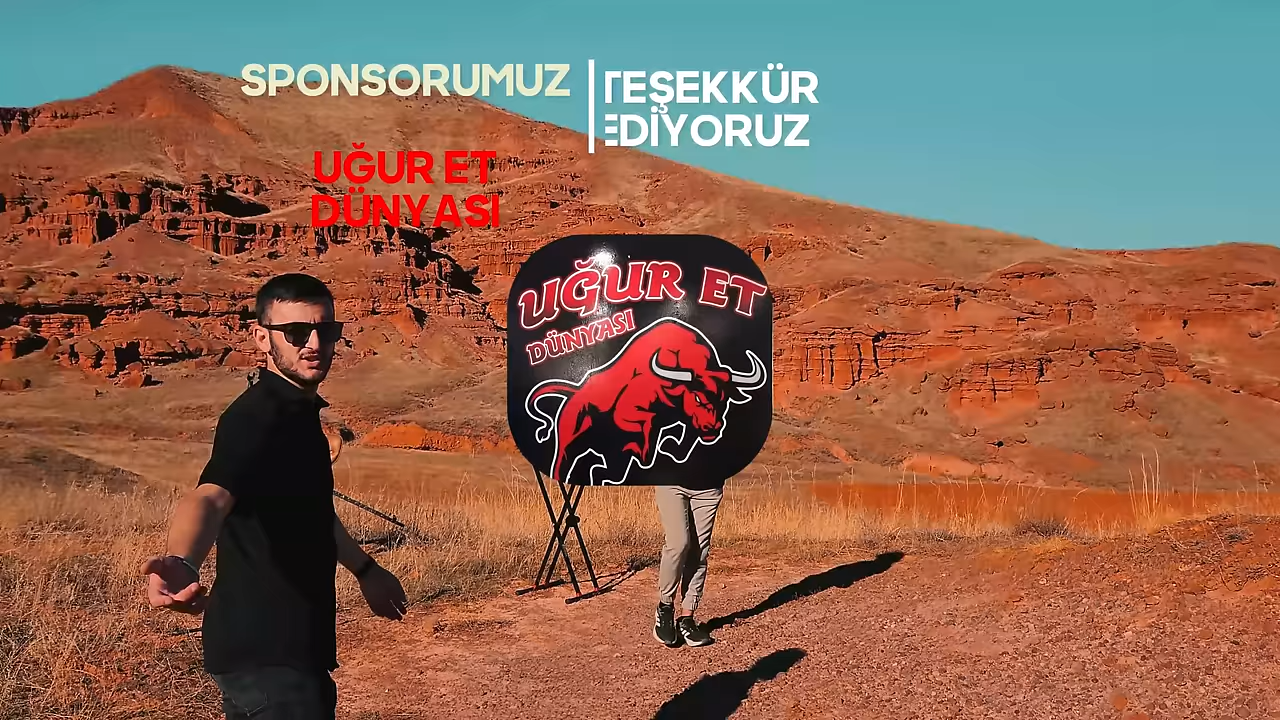 SPONSORUMUZ
TEŞEKKÜR
EDİYORUZ
UĞUR ET
DÜNYASI
UĞUR ET
DÜNYASI